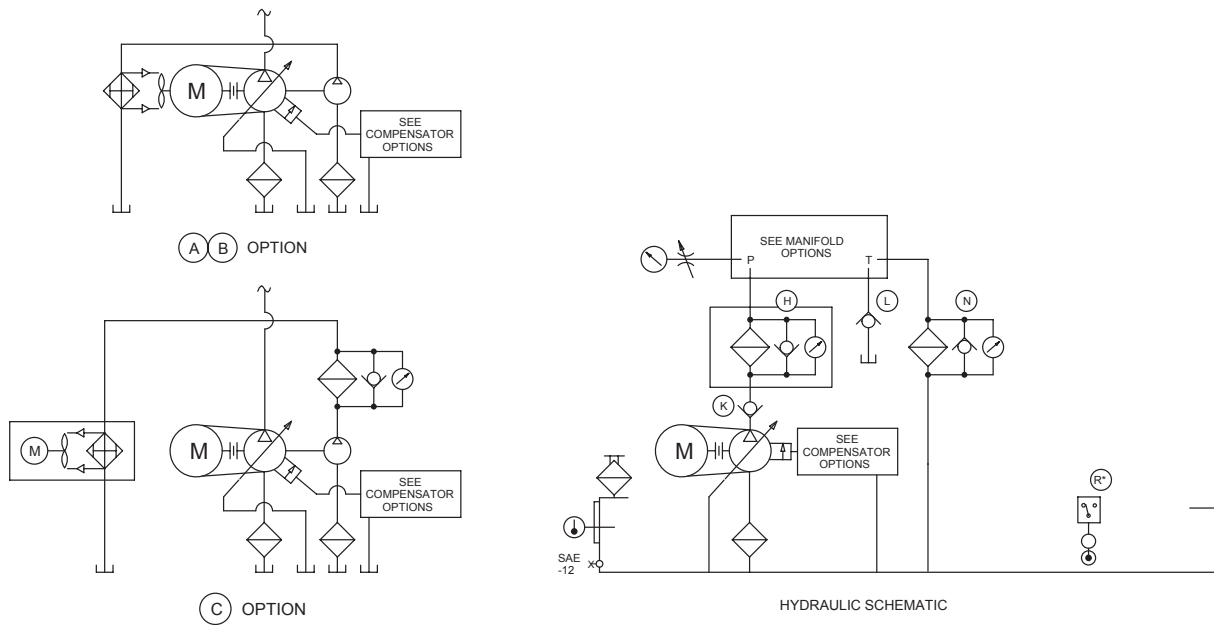 M
SEE
COMPENSATOR
OPTIONS
A B OPTION
M
M
SEE
COMPENSATOR
OPTIONS
C OPTION
SEE MANIFOLD
OPTIONS
P
T
H
L
N
K
M
SEE
COMPENSATOR
OPTIONS
R*
SAE
-12
HYDRAULIC SCHEMATIC